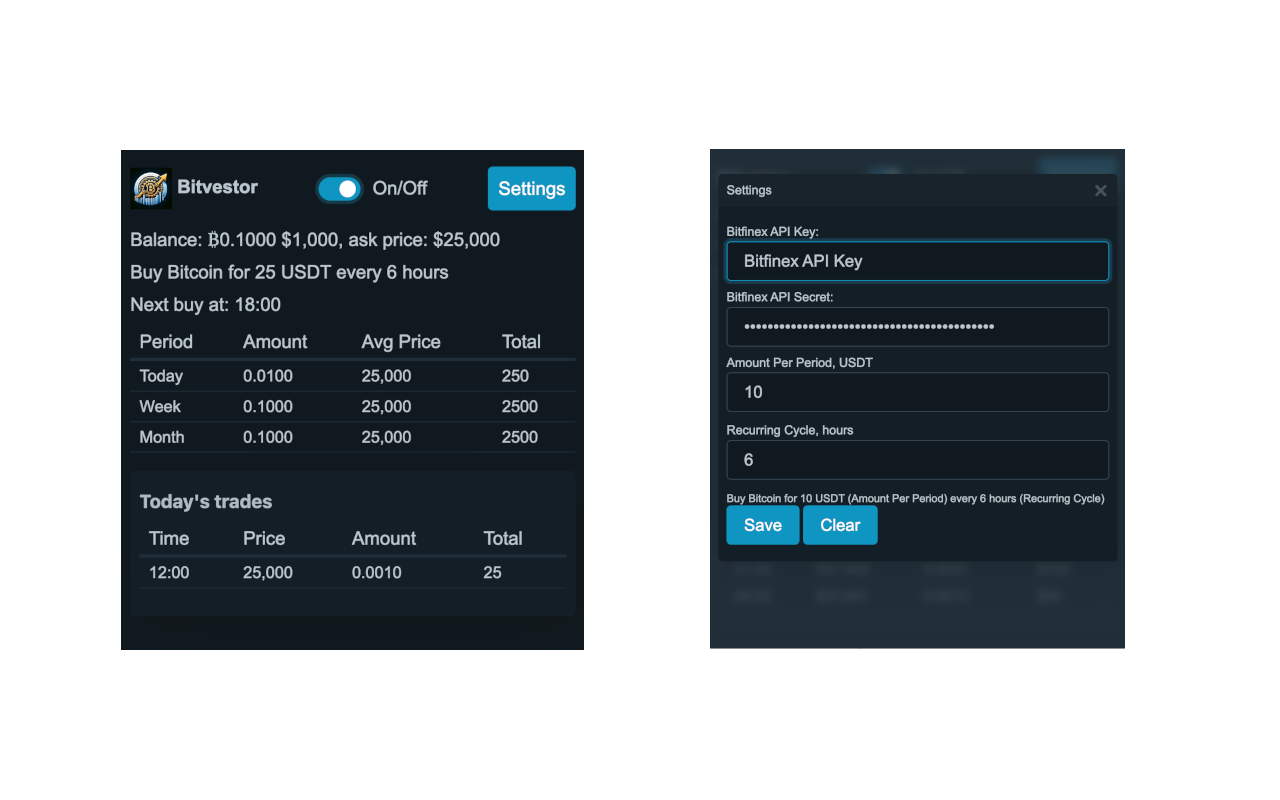 Bitvestor On/Off Settings
Balance: ₿0.1000 $1,000, ask price: $25,000
Buy Bitcoin for 25 USDT every 6 hours
Next buy at: 18:00
Period Amount Avg Price Total
Today 0.0100 25,000 250
Week 0.1000 25,000 2500
Month 0.1000 25,000 2500
Today's trades
Time Price Amount Total
12:00 25,000 0.0010 25
Settings ×
Bitfinex API Key:
Bitfinex API Key
Bitfinex API Secret:
Amount Per Period, USDT
10
Recurring Cycle, hours
6
Buy Bitcoin for 10 USDT (Amount Per Period) every 6 hours (Recurring Cycle)
Save Clear